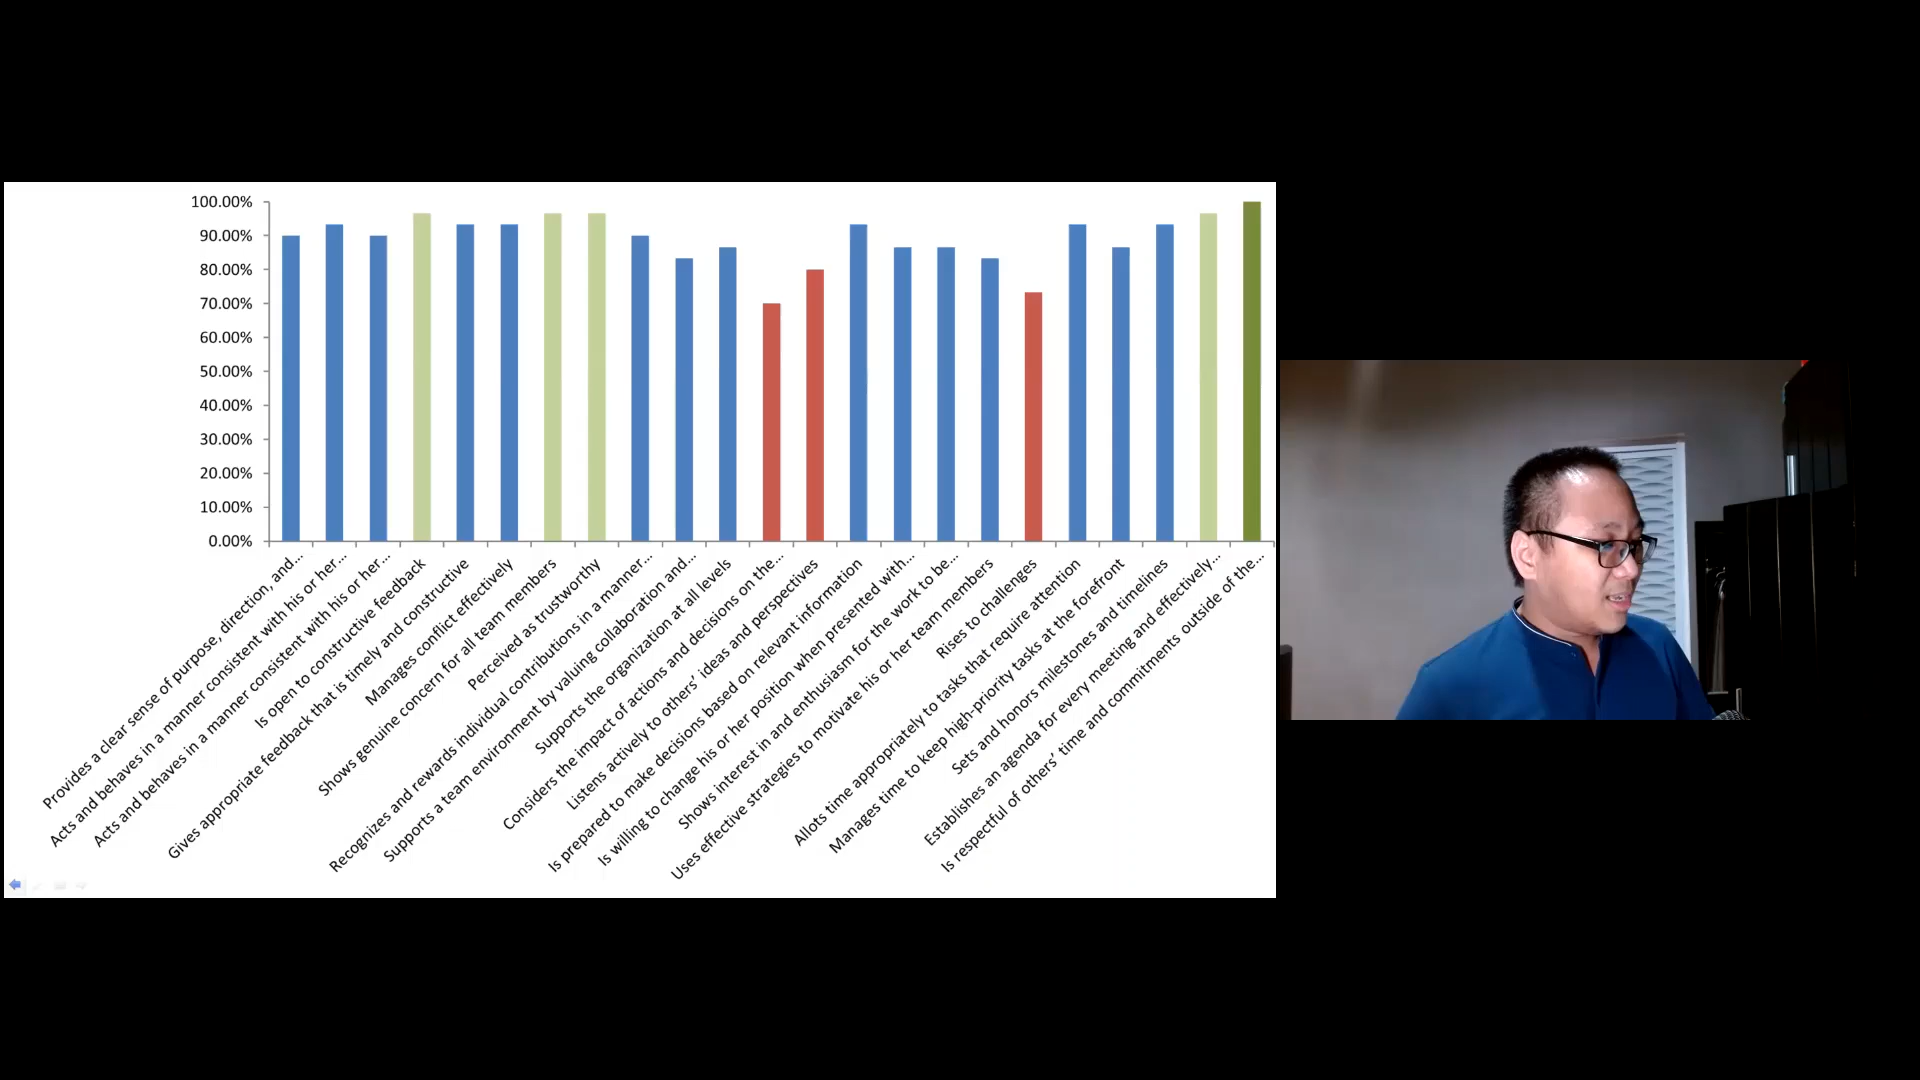 100.00%
90.00%
80.00%
70.00%
60.00%
50.00%
40.00%
30.00%
20.00%
10.00%
0.00%
Provides a clear sense of purpose, direction, and...
Acts and behaves in a manner consistent with his or her...
Acts and behaves in a manner consistent with his or her...
Is open to constructive feedback
Gives appropriate feedback that is timely and constructive
Manages conflict effectively
Shows genuine concern for all team members
Perceived as trustworthy
Recognizes and rewards individual contributions in a manner...
Supports a team environment by valuing collaboration and...
Supports the organization at all levels
Considers the impact of actions and decisions on the...
Listens actively to others' ideas and perspectives
Is prepared to make decisions based on relevant information
Is willing to change his or her position when presented with...
Shows interest in and enthusiasm for the work to be...
Uses effective strategies to motivate his or her team members
Rises to challenges
Allots time appropriately to tasks that require attention
Manages time to keep high-priority tasks at the forefront
Sets and honors milestones and timelines
Establishes an agenda for every meeting and effectively...
Is respectful of others' time and commitments outside of the...